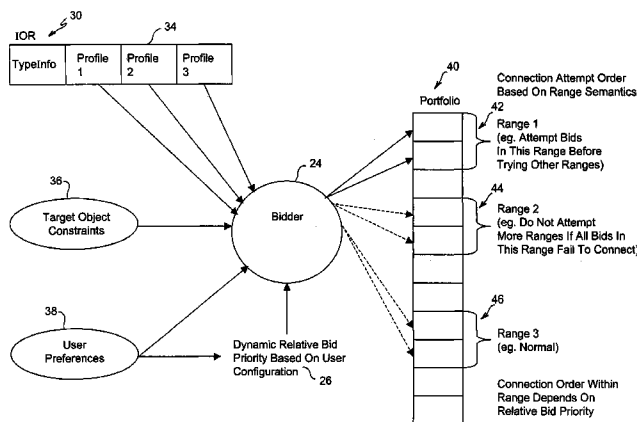 IOR
30
34
TypeInfo
Profile
1
Profile
2
Profile
3
40
Portfolio
Connection Attempt Order
Based On Range Semantics
42
Range 1
(eg. Attempt Bids
In This Range Before
Trying Other Ranges)
24
Bidder
36
Target Object
Constraints
44
Range 2
(eg. Do Not Attempt
More Ranges If All Bids In
This Range Fail To Connect)
38
User
Preferences
Dynamic Relative Bid
Priority Based On User
Configuration
26
46
Range 3
(eg. Normal)
Connection Order Within
Range Depends On
Relative Bid Priority